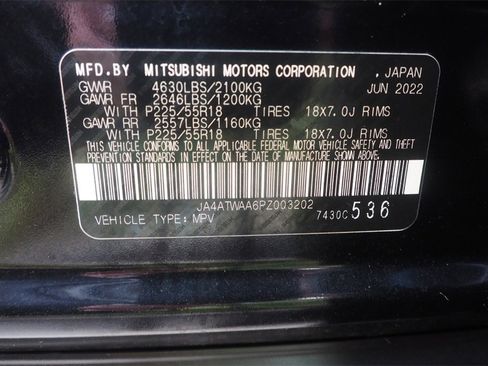 MFD.BY MITSUBISHI MOTORS CORPORATION , JAPAN
GVWR 4630LBS/2100KG JUN 2022
GAWR FR 2646LBS/1200KG
WITH P225/55R18 TIRES 18X7.0J RIMS
GAWR RR 2557LBS/1160KG
WITH P225/55R18 TIRES 18X7.0J RIMS
THIS VEHICLE CONFORMS TO ALL APPLICABLE FEDERAL MOTOR VEHICLE SAFETY AND THEFT
PREVENTION STANDARDS IN EFFECT ON THE DATE OF MANUFACTURE SHOWN ABOVE.
JA4ATWAA6PZ003202
VEHICLE TYPE: MPV 7430C 536